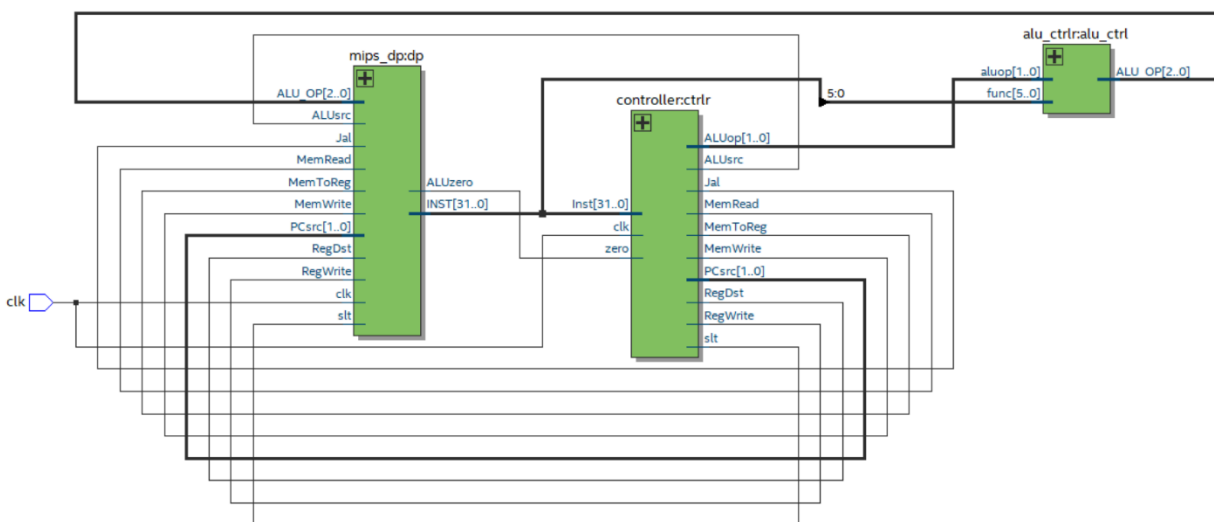 mips_dp:dp
ALU_OP[2..0]
ALUsrc
Jal
MemRead
MemToReg
MemWrite
PCsrc[1..0]
RegDst
RegWrite
clk
slt
ALUzero
INST[31..0]
clk
controller:ctrlr
Inst[31..0]
clk
zero
ALUop[1..0]
ALUsrc
Jal
MemRead
MemToReg
MemWrite
PCsrc[1..0]
RegDst
RegWrite
slt
5:0
alu_ctrlr:alu_ctrl
aluop[1..0]
func[5..0]
ALU_OP[2..0]